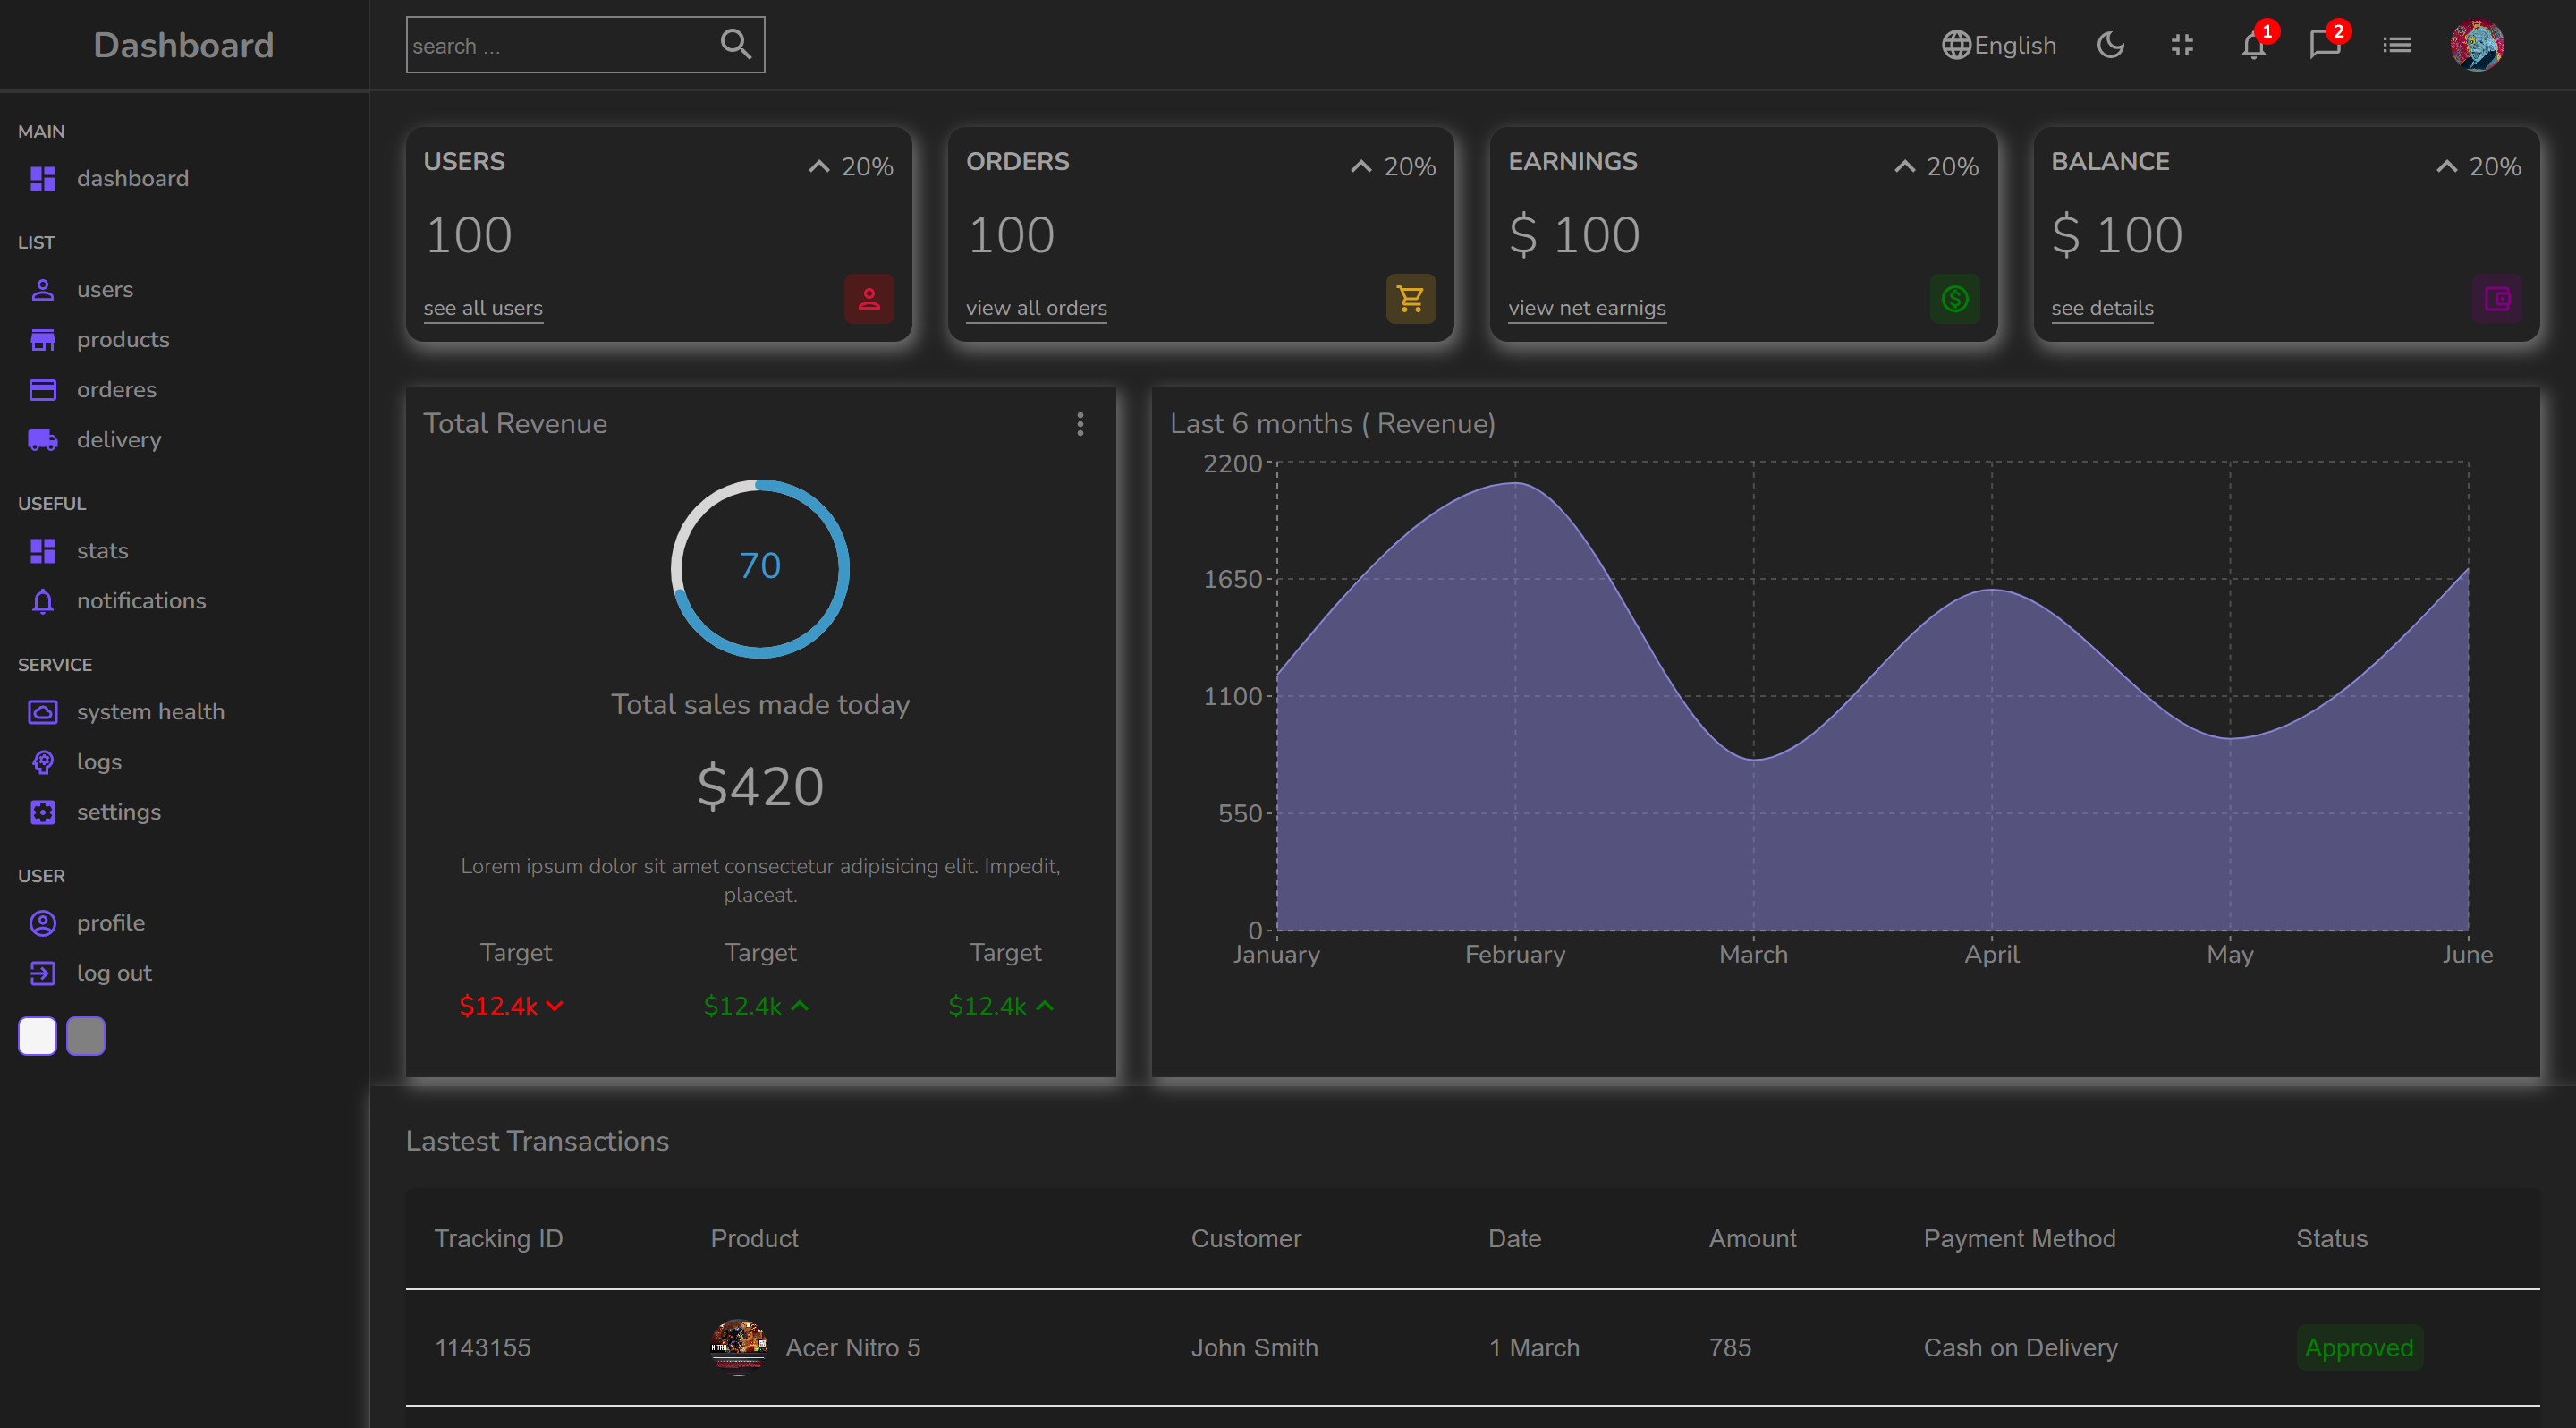 Dashboard
search ...
English
1
2
MAIN
dashboard
LIST
users
products
orderes
delivery
USEFUL
stats
notifications
SERVICE
system health
logs
settings
USER
profile
log out
USERS
20%
100
see all users
ORDERS
20%
100
view all orders
EARNINGS
20%
$ 100
view net earnigs
BALANCE
20%
$ 100
see details
Total Revenue
70
Total sales made today
$420
Lorem ipsum dolor sit amet consectetur adipisicing elit. Impedit,
placeat.
Target Target Target
$12.4k $12.4k $12.4k
Last 6 months ( Revenue)
2200
1650
1100
550
0
January February March April May June
Lastest Transactions
Tracking ID Product Customer Date Amount Payment Method Status
1143155 Acer Nitro 5 John Smith 1 March 785 Cash on Delivery Approved